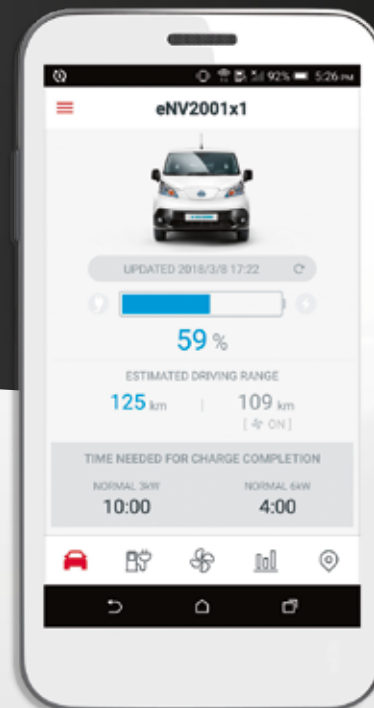 92% 5:26 PM
eNV2001x1
UPDATED 2018/3/8 17:22
59 %
ESTIMATED DRIVING RANGE
125 km | 109 km
[ ON ]
TIME NEEDED FOR CHARGE COMPLETION
NORMAL 3kW NORMAL 6kW
10:00 4:00